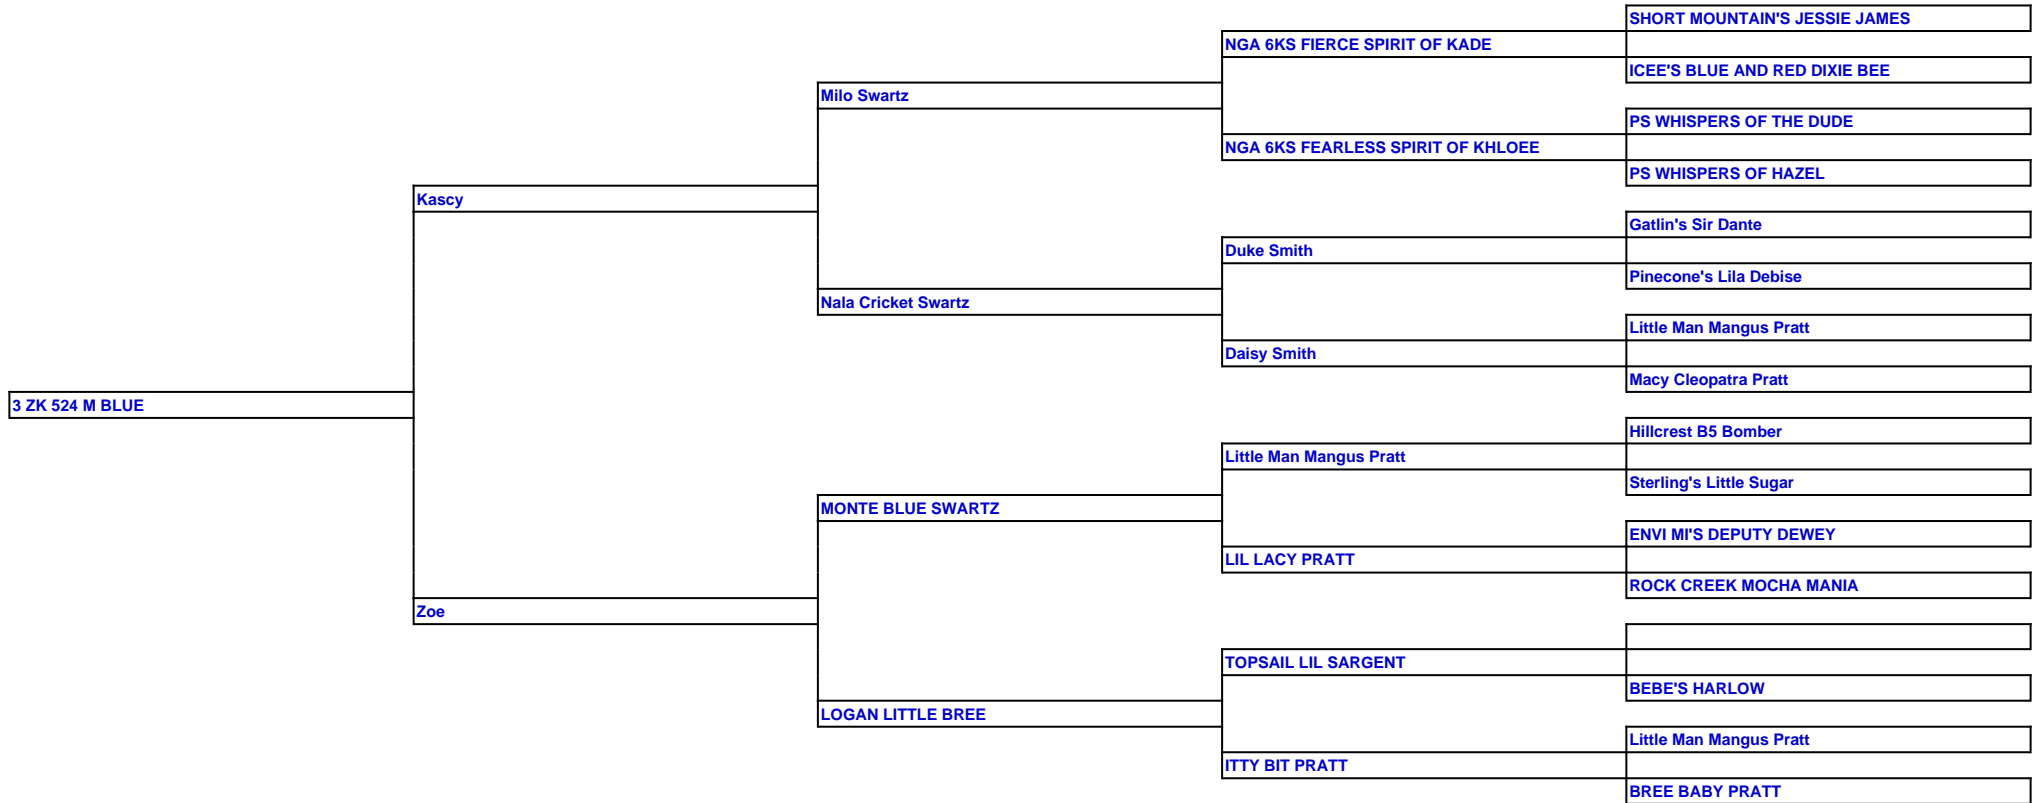 SHORT MOUNTAIN'S JESSIE JAMES
NGA 6KS FIERCE SPIRIT OF KADE
ICEE'S BLUE AND RED DIXIE BEE
Milo Swartz
PS WHISPERS OF THE DUDE
NGA 6KS FEARLESS SPIRIT OF KHLOEE
PS WHISPERS OF HAZEL
Kascy
Gatlin's Sir Dante
Duke Smith
Pinecone's Lila Debise
Nala Cricket Swartz
Little Man Mangus Pratt
Daisy Smith
Macy Cleopatra Pratt
3 ZK 524 M BLUE
Hillcrest B5 Bomber
Little Man Mangus Pratt
Sterling's Little Sugar
MONTE BLUE SWARTZ
ENVI MI'S DEPUTY DEWEY
LIL LACY PRATT
ROCK CREEK MOCHA MANIA
Zoe
TOPSAIL LIL SARGENT
BEBE'S HARLOW
LOGAN LITTLE BREE
Little Man Mangus Pratt
ITTY BIT PRATT
BREE BABY PRATT